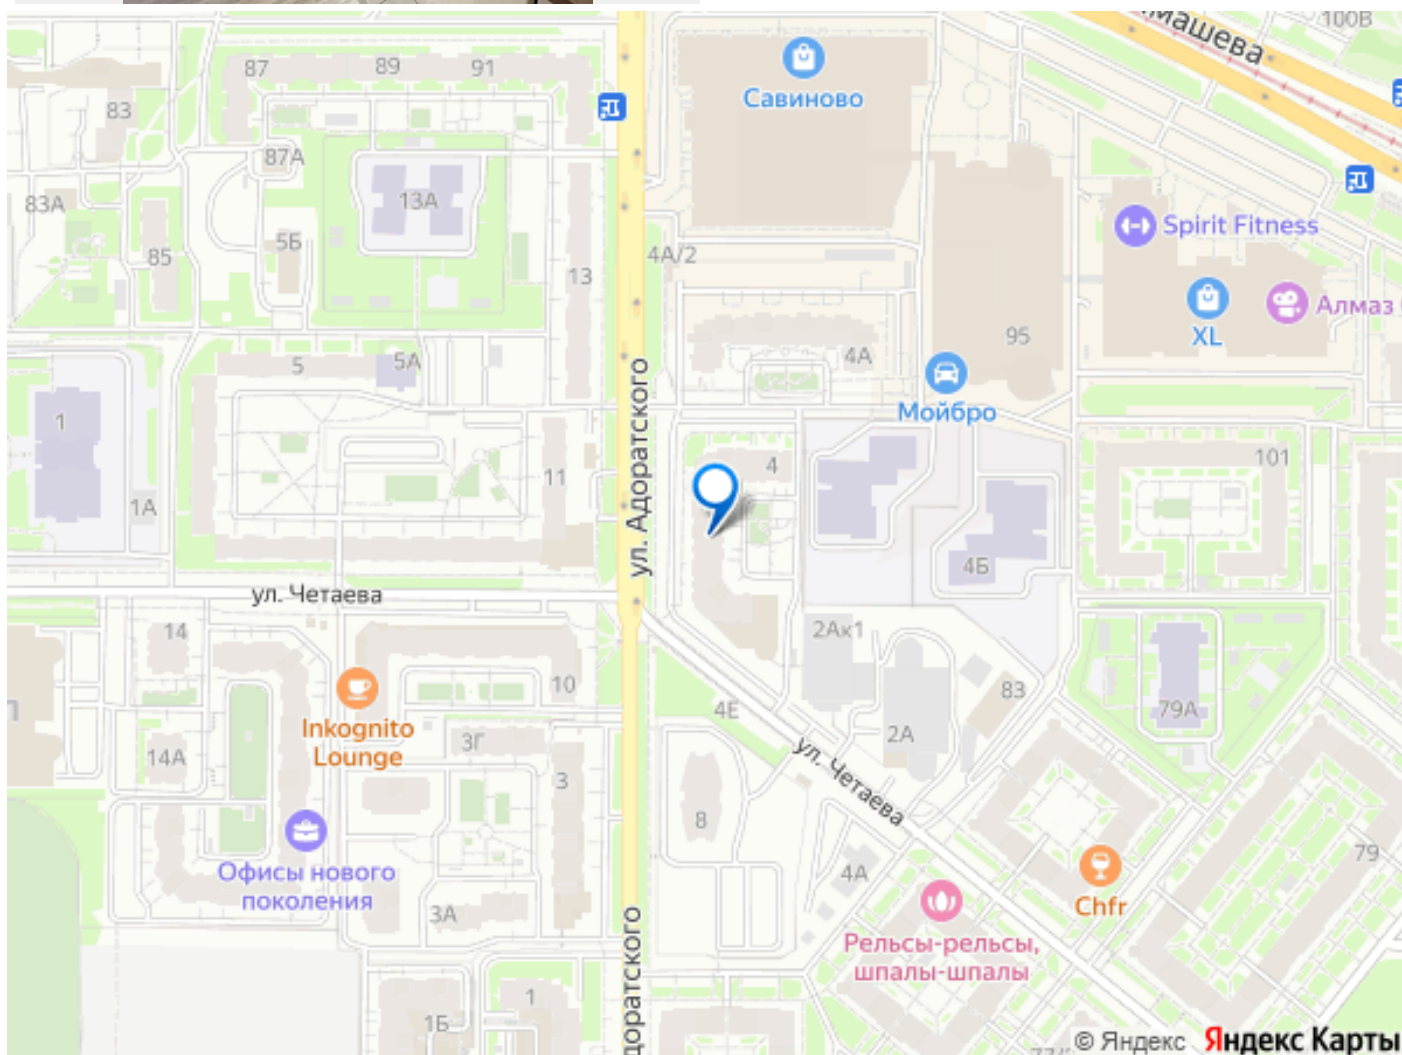 машева
100В
87
89
91
83
Савиново
87А
83А
13А
Spirit Fitness
5Б
85
4А/2
13
XL
Алмаз
95
4А
5
5А
Мойбро
1
ул. Адоратского
4
101
11
1А
4Б
ул. Четаева
14
2Ак1
10
83
Inkognito
Lounge
3Г
4Е
79А
14А
2А
3
ул. Четаева
8
Офисы нового
поколения
4А
79
Chfr
3А
Рельсы-рельсы,
шпалы-шпалы
доратского
1
1Б
© Яндекс
Яндекс Карты